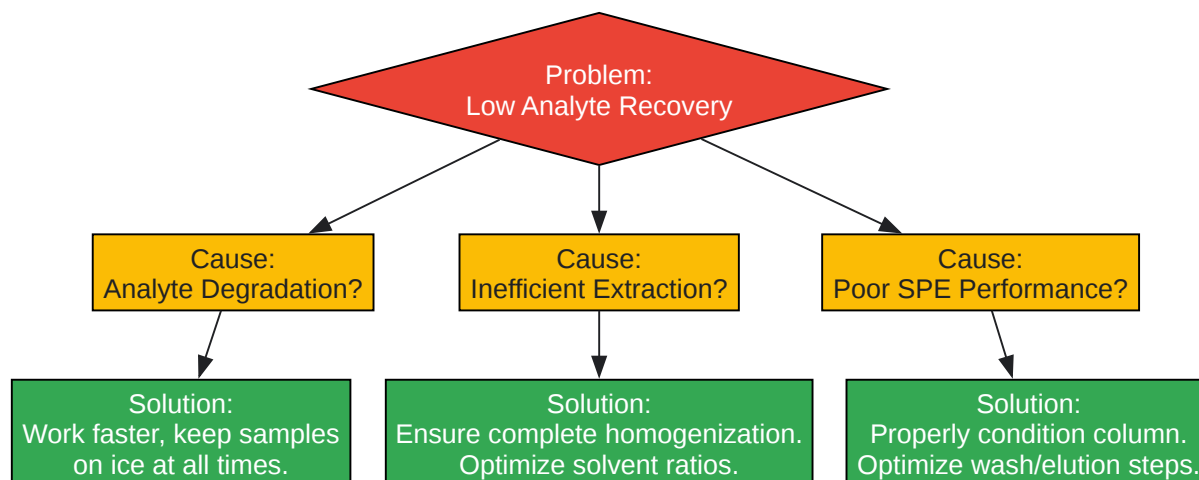 Problem:
Low Analyte Recovery
Cause:
Analyte Degradation?
Cause:
Inefficient Extraction?
Cause:
Poor SPE Performance?
Solution:
Work faster, keep samples
on ice at all times.
Solution:
Ensure complete homogenization.
Optimize solvent ratios.
Solution:
Properly condition column.
Optimize wash/elution steps.